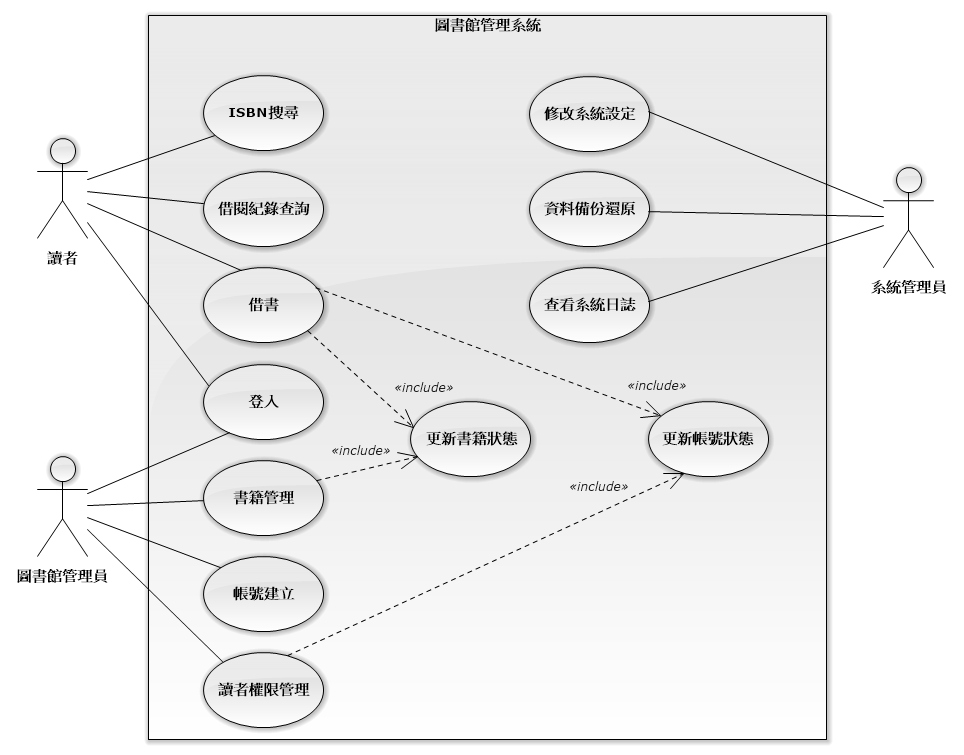 圖書館管理系統
ISBN搜尋
修改系統設定
借閱紀錄查詢
資料備份還原
讀者
借書
查看系統日誌
系統管理員
登入
«include»
«include»
更新書籍狀態
更新帳號狀態
«include»
«include»
書籍管理
圖書館管理員
帳號建立
讀者權限管理